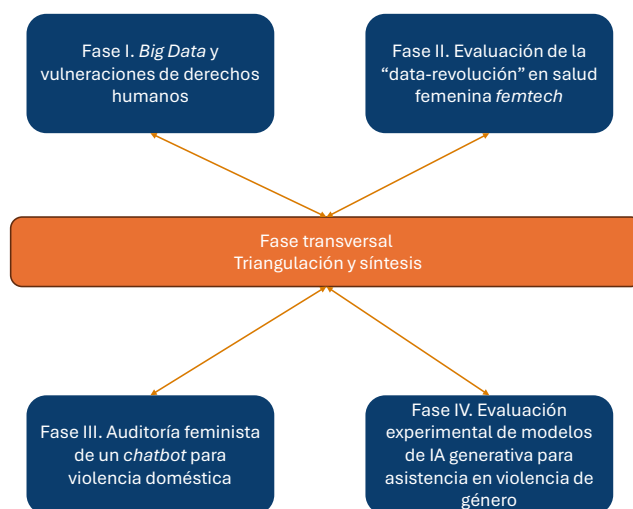 Fase I. Big Data y
vulneraciones de derechos
humanos
Fase II. Evaluación de la
“data-revolución” en salud
femenina femtech
Fase transversal
Triangulación y síntesis
Fase III. Auditoría feminista
de un chatbot para
violencia doméstica
Fase IV. Evaluación
experimental de modelos
de IA generativa para
asistencia en violencia de
género